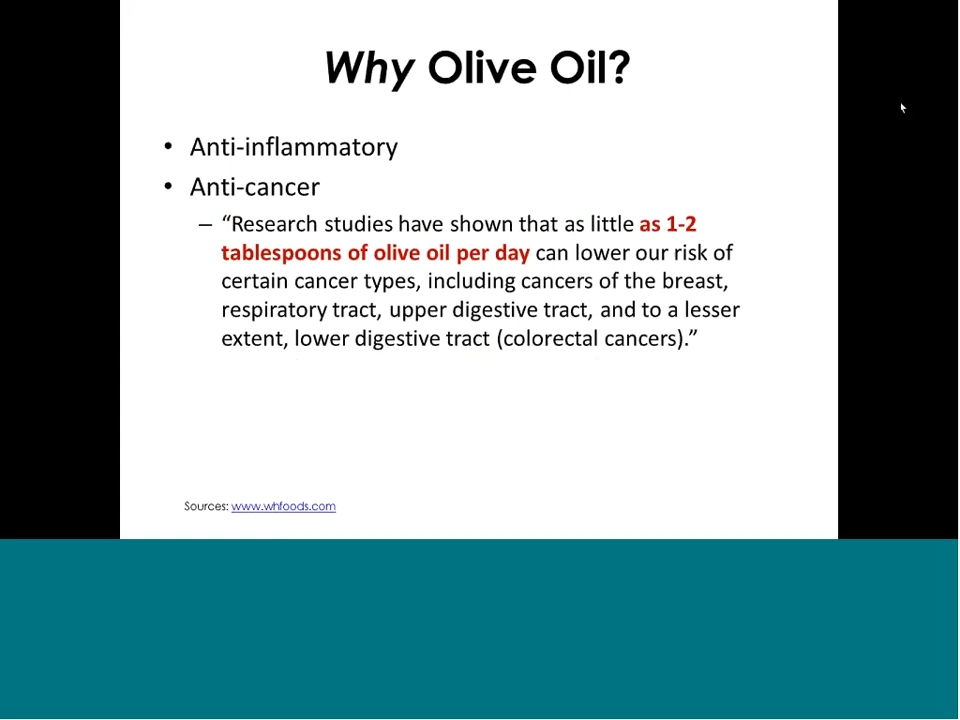 Why Olive Oil?
• Anti-inflammatory
• Anti-cancer
– “Research studies have shown that as little as 1-2
tablespoons of olive oil per day can lower our risk of
certain cancer types, including cancers of the breast,
respiratory tract, upper digestive tract, and to a lesser
extent, lower digestive tract (colorectal cancers).”
Sources: www.whfoods.com